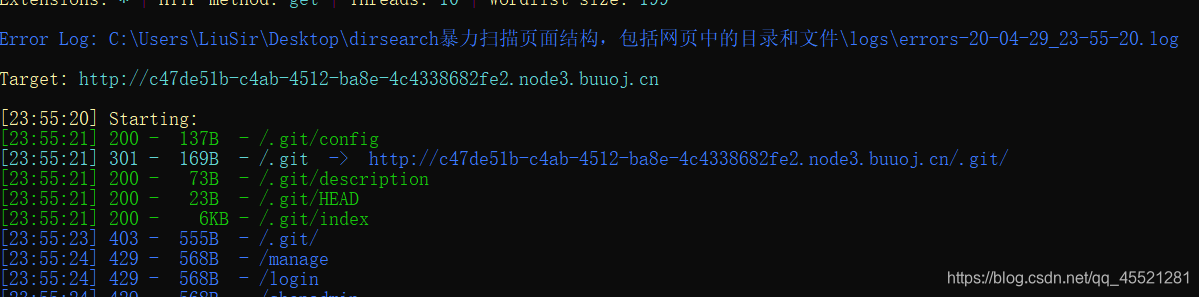 Extensions: * | HTTP method: get | Threads: 10 | Wordlist size: 155
Error Log: C:\Users\LiuSir\Desktop\dirsearch暴力扫描页面结构，包括网页中的目录和文件\logs\errors-20-04-29_23-55-20.log
Target: http://c47de51b-c4ab-4512-ba8e-4c4338682fe2.node3.buuoj.cn
[23:55:20] Starting:
[23:55:21] 200 - 137B - /.git/config
[23:55:21] 301 - 169B - /.git -> http://c47de51b-c4ab-4512-ba8e-4c4338682fe2.node3.buuoj.cn/.git/
[23:55:21] 200 - 73B - /.git/description
[23:55:21] 200 - 23B - /.git/HEAD
[23:55:21] 200 - 6KB - /.git/index
[23:55:23] 403 - 555B - /.git/
[23:55:24] 429 - 568B - /manage
[23:55:24] 429 - 568B - /login
[23:55:24] 429 - 568B
https://blog.csdn.net/qq_45521281